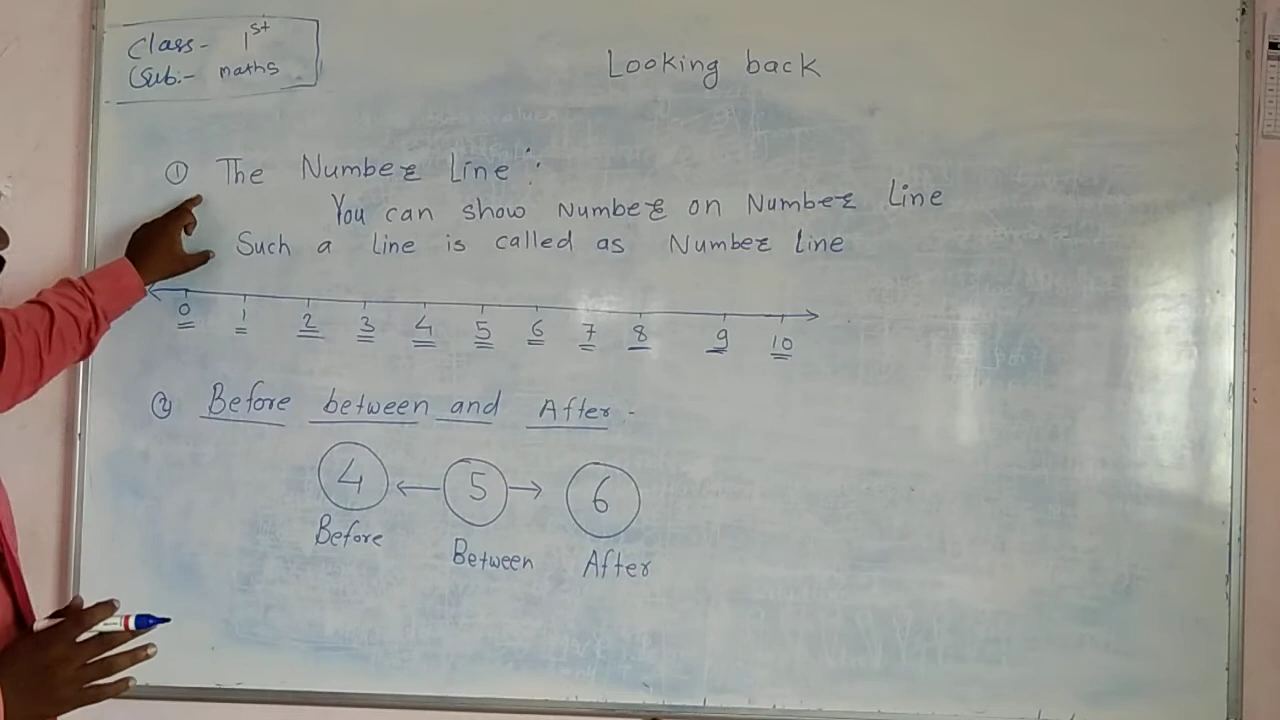 Class- 1st
Sub:- maths
Looking back
① The Number Line :
You can show Number on Number Line
Such a Line is called as Number line
0 1 2 3 4 5 6 7 8 9 10
② Before between and After -
4 5 6
Before Between After